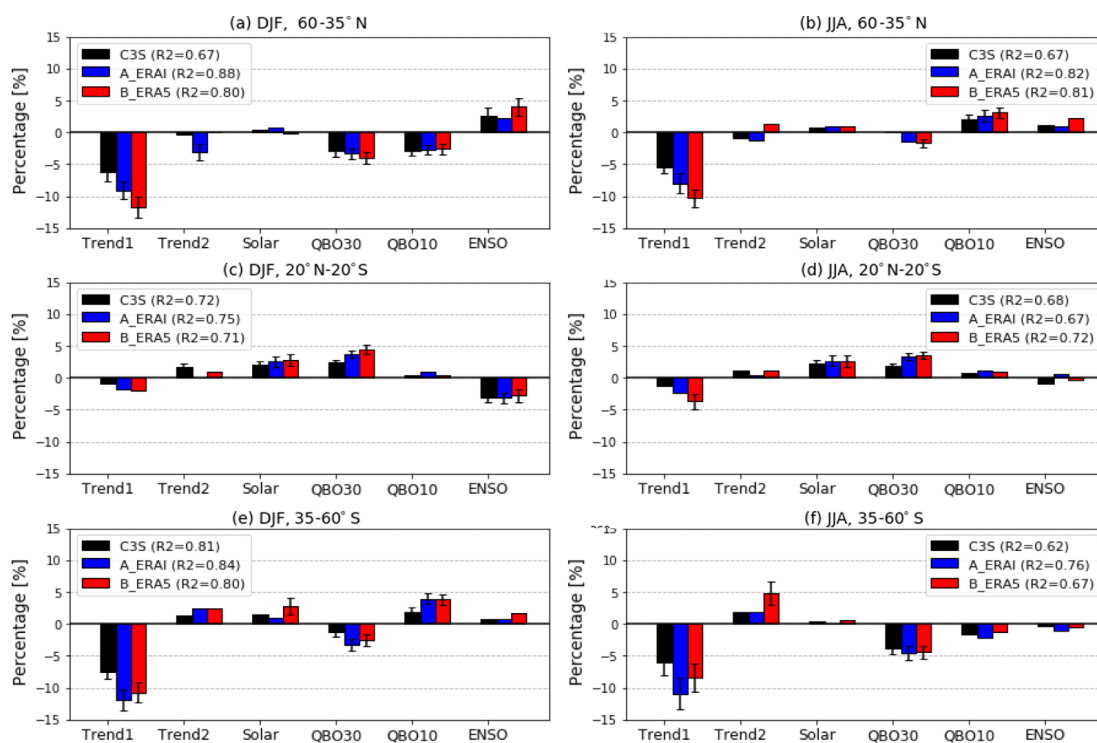 (a) DJF, 60-35°N
15
10
5
0
−5
−10
−15
Percentage [%]
C3S (R2=0.67)
A_ERAI (R2=0.88)
B_ERA5 (R2=0.80)
Trend1 Trend2 Solar QBO30 QBO10 ENSO
(b) JJA, 60-35°N
15
10
5
0
−5
−10
−15
Percentage [%]
C3S (R2=0.67)
A_ERAI (R2=0.82)
B_ERA5 (R2=0.81)
Trend1 Trend2 Solar QBO30 QBO10 ENSO
(c) DJF, 20°N-20°S
15
10
5
0
−5
−10
−15
Percentage [%]
C3S (R2=0.72)
A_ERAI (R2=0.75)
B_ERA5 (R2=0.71)
Trend1 Trend2 Solar QBO30 QBO10 ENSO
(d) JJA, 20°N-20°S
15
10
5
0
−5
−10
−15
Percentage [%]
C3S (R2=0.68)
A_ERAI (R2=0.67)
B_ERA5 (R2=0.72)
Trend1 Trend2 Solar QBO30 QBO10 ENSO
(e) DJF, 35-60°S
15
10
5
0
−5
−10
−15
Percentage [%]
C3S (R2=0.81)
A_ERAI (R2=0.84)
B_ERA5 (R2=0.80)
Trend1 Trend2 Solar QBO30 QBO10 ENSO
(f) JJA, 35-60°S
15
10
5
0
−5
−10
−15
Percentage [%]
C3S (R2=0.62)
A_ERAI (R2=0.76)
B_ERA5 (R2=0.67)
Trend1 Trend2 Solar QBO30 QBO10 ENSO